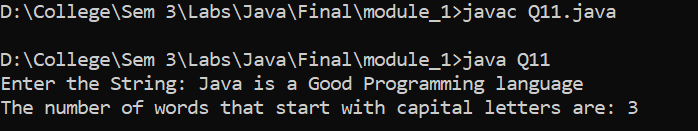 D:\College\Sem 3\Labs\Java\Final\module_1>javac Q11.java
D:\College\Sem 3\Labs\Java\Final\module_1>java Q11
Enter the String: Java is a Good Programming language
The number of words that start with capital letters are: 3